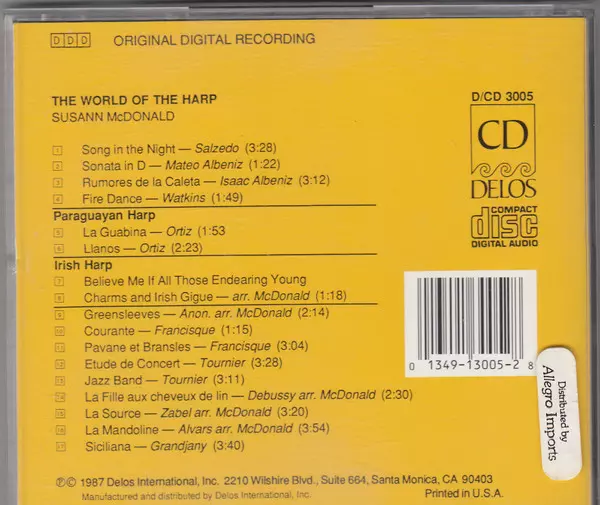 DDD ORIGINAL DIGITAL RECORDING
THE WORLD OF THE HARP
SUSANN McDONALD
D/CD 3005
CD
DELOS
COMPACT
disc
DIGITAL AUDIO
1 Song in the Night — Salzedo (3:28)
2 Sonata in D — Mateo Albeniz (1:22)
3 Rumores de la Caleta — Isaac Albeniz (3:12)
4 Fire Dance — Watkins (1:49)
Paraguayan Harp
5 La Guabina — Ortiz (1:53
6 Llanos — Ortiz (2:23)
Irish Harp
7 Believe Me If All Those Endearing Young
8 Charms and Irish Gigue — arr. McDonald (1:18)
9 Greensleeves — Anon. arr. McDonald (2:14)
10 Courante — Francisque (1:15)
11 Pavane et Bransles — Francisque (3:04)
12 Etude de Concert — Tournier (3:28)
13 Jazz Band — Tournier (3:11)
14 La Fille aux cheveux de lin — Debussy arr. McDonald (2:30)
15 La Source — Zabel arr. McDonald (3:20)
16 La Mandoline — Alvars arr. McDonald (3:54)
17 Siciliana — Grandjany (3:40)
0 1349-13005-2 8
Distributed by
Allegro Imports
℗© 1987 Delos International, Inc. 2210 Wilshire Blvd., Suite 664, Santa Monica, CA 90403
Manufactured and distributed by Delos International, Inc.
Printed in U.S.A.